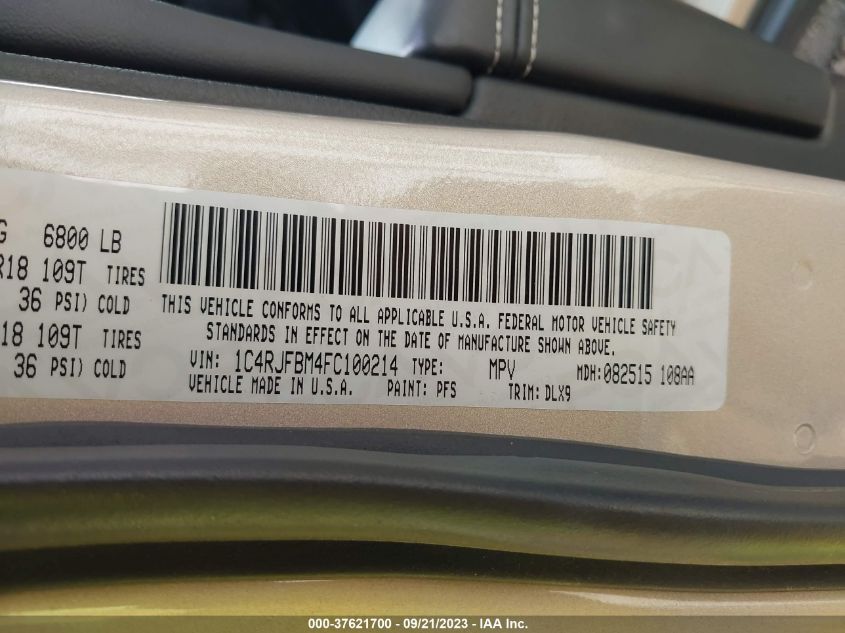 G 6800 LB
R18 109T TIRES
36 PSI) COLD
18 109T TIRES
36 PSI) COLD
THIS VEHICLE CONFORMS TO ALL APPLICABLE U.S.A. FEDERAL MOTOR VEHICLE SAFETY
STANDARDS IN EFFECT ON THE DATE OF MANUFACTURE SHOWN ABOVE.
VIN: 1C4RJFBM4FC100214 TYPE: MPV MDH:082515 108AA
VEHICLE MADE IN U.S.A. PAINT: PFS TRIM: DLX9
000-37621700 - 09/21/2023 - IAA Inc.